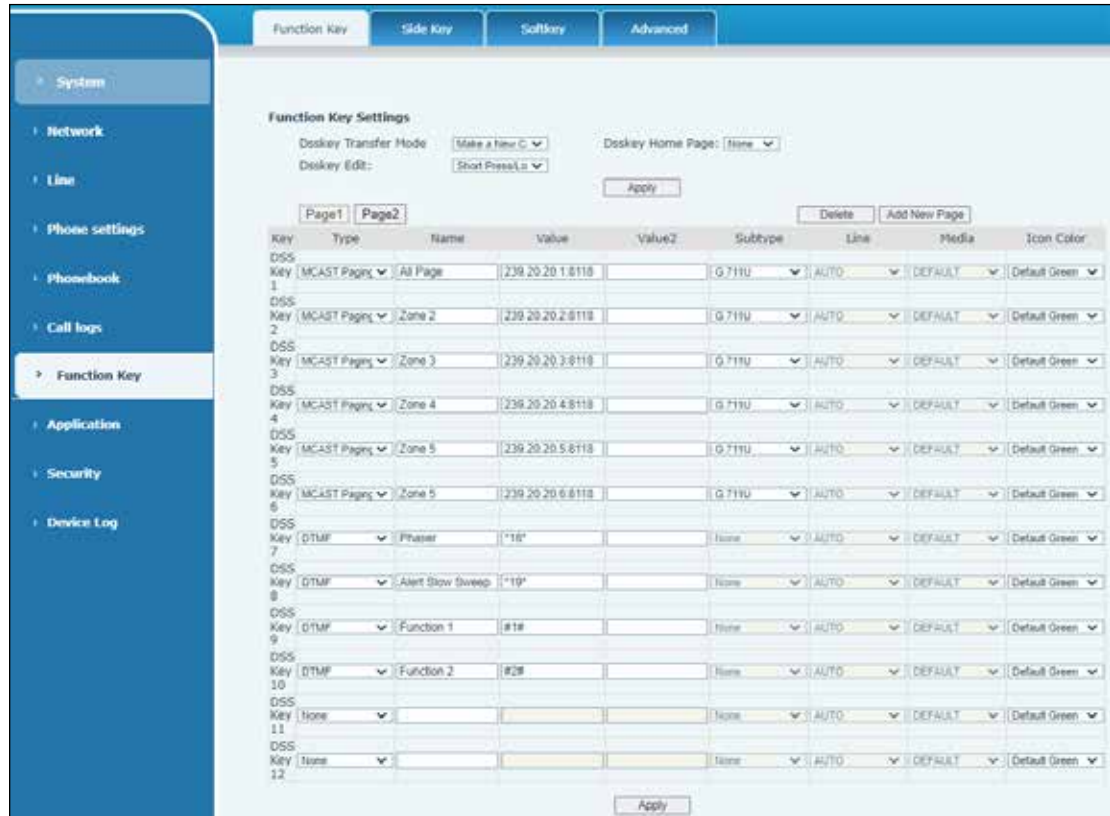 Function Key Side Key Softkey Advanced
System
Network
Line
Phone settings
Phonebook
Call logs
Function Key
Application
Security
Device Log
Function Key Settings
Dsskey Transfer Mode Make a New C Dsskey Home Page: None
Dsskey Edit: Short Press/Lo
Apply
Page1 Page2 Delete Add New Page
Key Type Name Value Value2 Subtype Line Media Icon Color
DSS Key 1 MCAST Paging All Page 239.20.20.1:8118 G.711U AUTO DEFAULT Default Green
DSS Key 2 MCAST Paging Zone 2 239.20.20.2:8118 G.711U AUTO DEFAULT Default Green
DSS Key 3 MCAST Paging Zone 3 239.20.20.3:8118 G.711U AUTO DEFAULT Default Green
DSS Key 4 MCAST Paging Zone 4 239.20.20.4:8118 G.711U AUTO DEFAULT Default Green
DSS Key 5 MCAST Paging Zone 5 239.20.20.5:8118 G.711U AUTO DEFAULT Default Green
DSS Key 6 MCAST Paging Zone 5 239.20.20.6:8118 G.711U AUTO DEFAULT Default Green
DSS Key 7 DTMF Phaser *18* None AUTO DEFAULT Default Green
DSS Key 8 DTMF Alert Slow Sweep *19* None AUTO DEFAULT Default Green
DSS Key 9 DTMF Function 1 #1# None AUTO DEFAULT Default Green
DSS Key 10 DTMF Function 2 #2# None AUTO DEFAULT Default Green
DSS Key 11 None None AUTO DEFAULT Default Green
DSS Key 12 None None AUTO DEFAULT Default Green
Apply